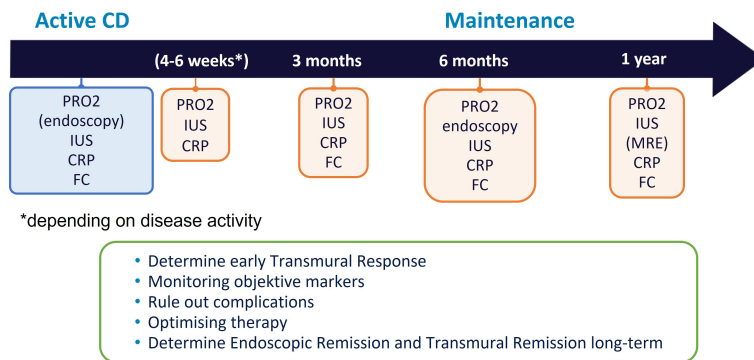 Active CD
Maintenance
(4-6 weeks*)
3 months
6 months
1 year
PRO2
(endoscopy)
IUS
CRP
FC
PRO2
IUS
CRP
PRO2
IUS
CRP
FC
PRO2
endoscopy
IUS
CRP
FC
PRO2
IUS
(MRE)
CRP
FC
*depending on disease activity
• Determine early Transmural Response
• Monitoring objektive markers
• Rule out complications
• Optimising therapy
• Determine Endoscopic Remission and Transmural Remission long-term